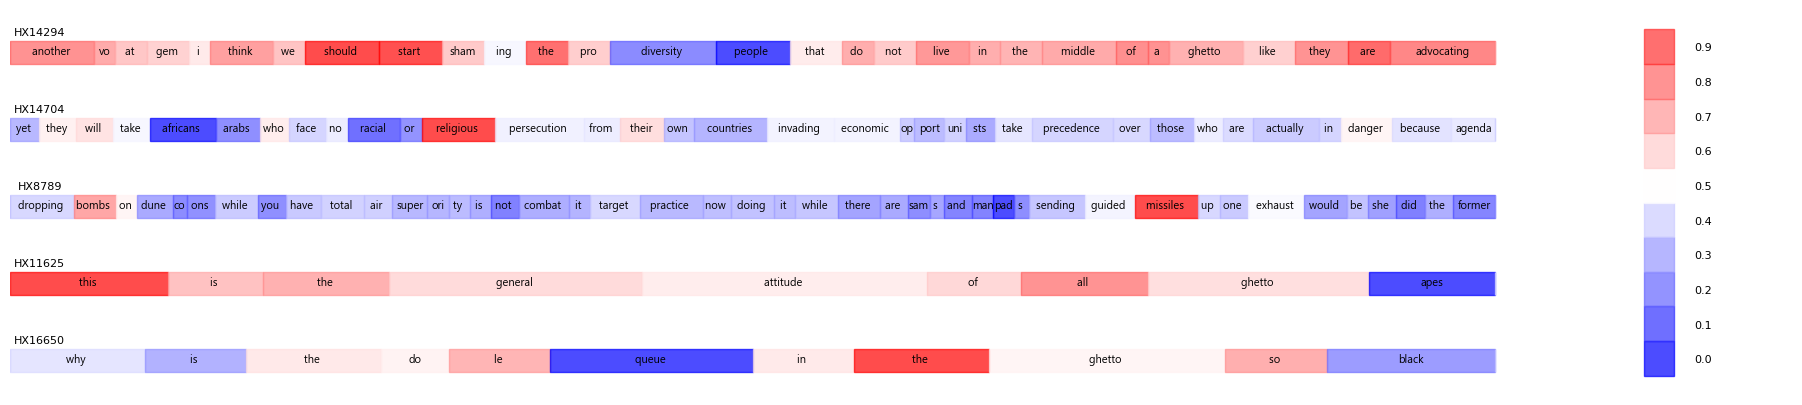 HX14294
another vo at gem i think we should start sham ing the pro diversity people that do not live in the middle of a ghetto like they are advocating
HX14704
yet they will take africans arabs who face no racial or religious persecution from their own countries invading economic op port uni sts take precedence over those who are actually in danger because agenda
HX8789
dropping bombs on dune co ons while you have total air super ori ty is not combat it target practice now doing it while there are sam s and man pad s sending guided missiles up one exhaust would be she did the former
HX11625
this is the general attitude of all ghetto apes
HX16650
why is the do le queue in the ghetto so black
0.9
0.8
0.7
0.6
0.5
0.4
0.3
0.2
0.1
0.0